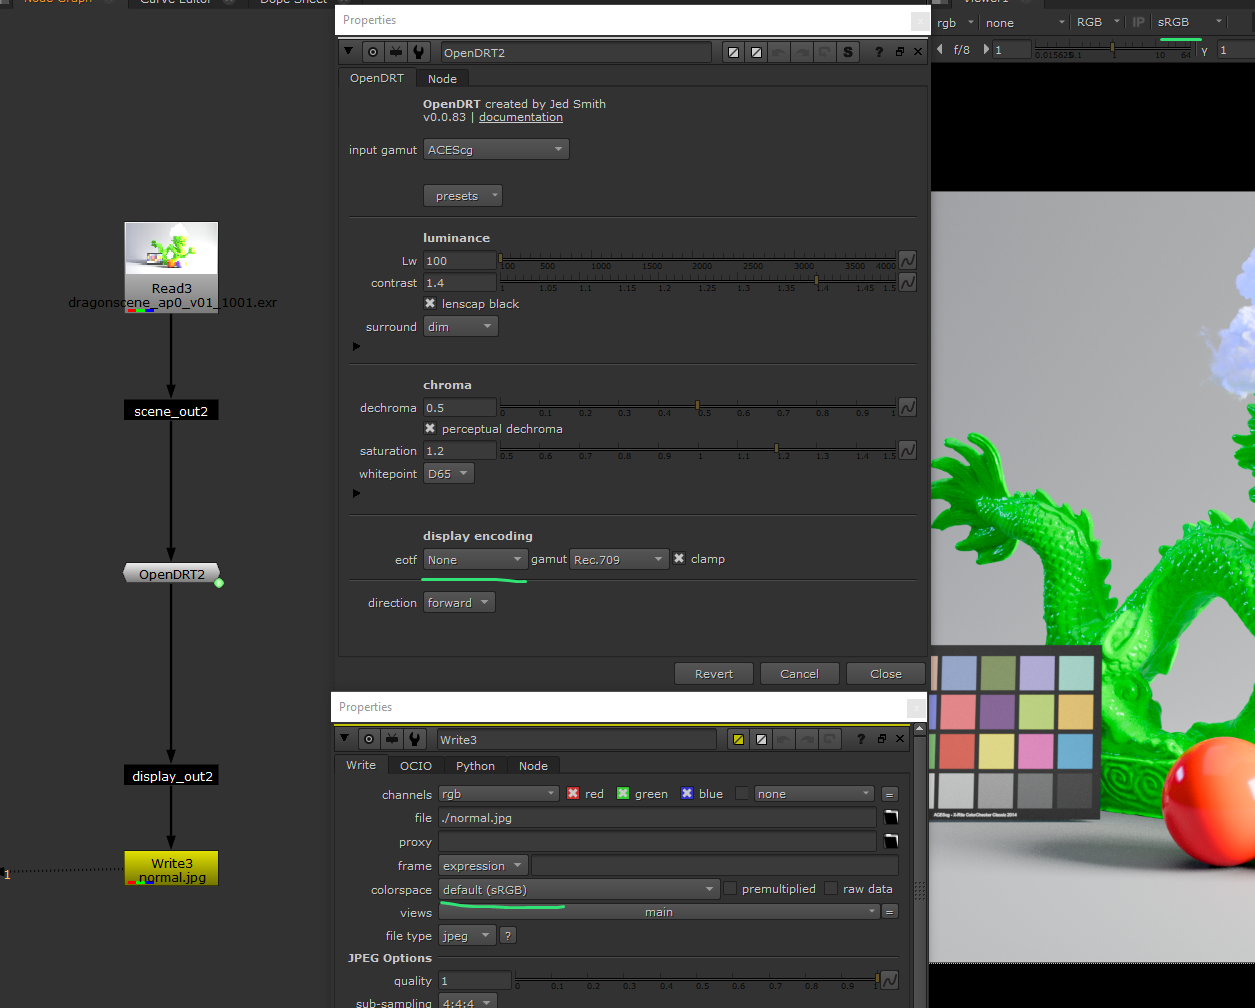 Node Graph
Curve Editor
Dope Sheet
Viewer1
Properties
rgb
none
RGB
IP
sRGB
f/8
1
0.015625
0.1
10
64
γ
1
OpenDRT2
S
?
OpenDRT
Node
OpenDRT created by Jed Smith
v0.0.83 | documentation
input gamut
ACEScg
presets
luminance
Lw
100
100 500 1000 1500 2000 2500 3000 3500 4000
contrast
1.4
1 1.05 1.1 1.15 1.2 1.25 1.3 1.35 1.4 1.45 1.5
lenscap black
surround
dim
chroma
dechroma
0.5
0 0.1 0.2 0.3 0.4 0.5 0.6 0.7 0.8 0.9 1
perceptual dechroma
saturation
1.2
0.5 0.6 0.7 0.8 0.9 1 1.1 1.2 1.3 1.4 1.5
whitepoint
D65
display encoding
eotf
None
gamut
Rec.709
clamp
direction
forward
Revert
Cancel
Close
Read3
dragonscene_ap0_v01_1001.exr
scene_out2
OpenDRT2
display_out2
Write3
normal.jpg
1
Properties
Write3
?
Write
OCIO
Python
Node
channels
rgb
red
green
blue
none
=
file
./normal.jpg
proxy
frame
expression
colorspace
default (sRGB)
premultiplied
raw data
views
main
=
file type
jpeg
?
JPEG Options
quality
1
0 0.1 0.2 0.3 0.4 0.5 0.6 0.7 0.8 0.9 1
sub-sampling
4:4:4
ACEScg - X-Rite ColorChecker Classic 2014